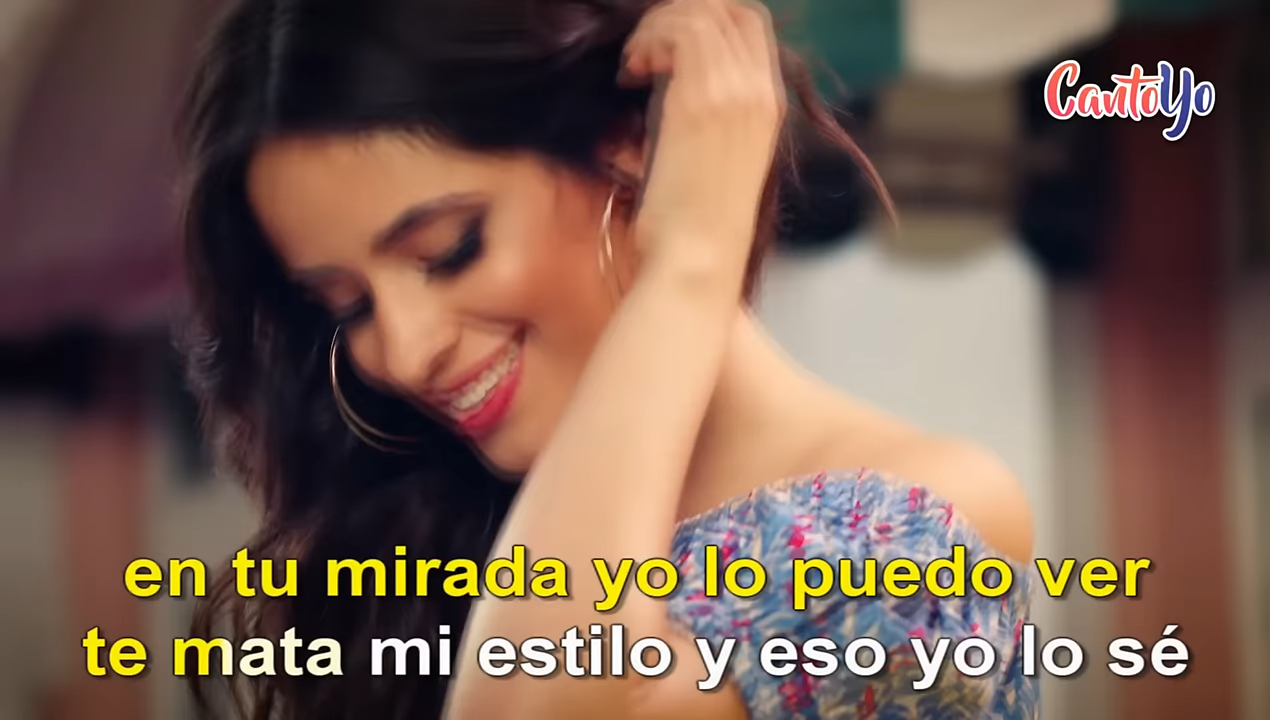 CantoYo
en tu mirada yo lo puedo ver
te mata mi estilo y eso yo lo sé